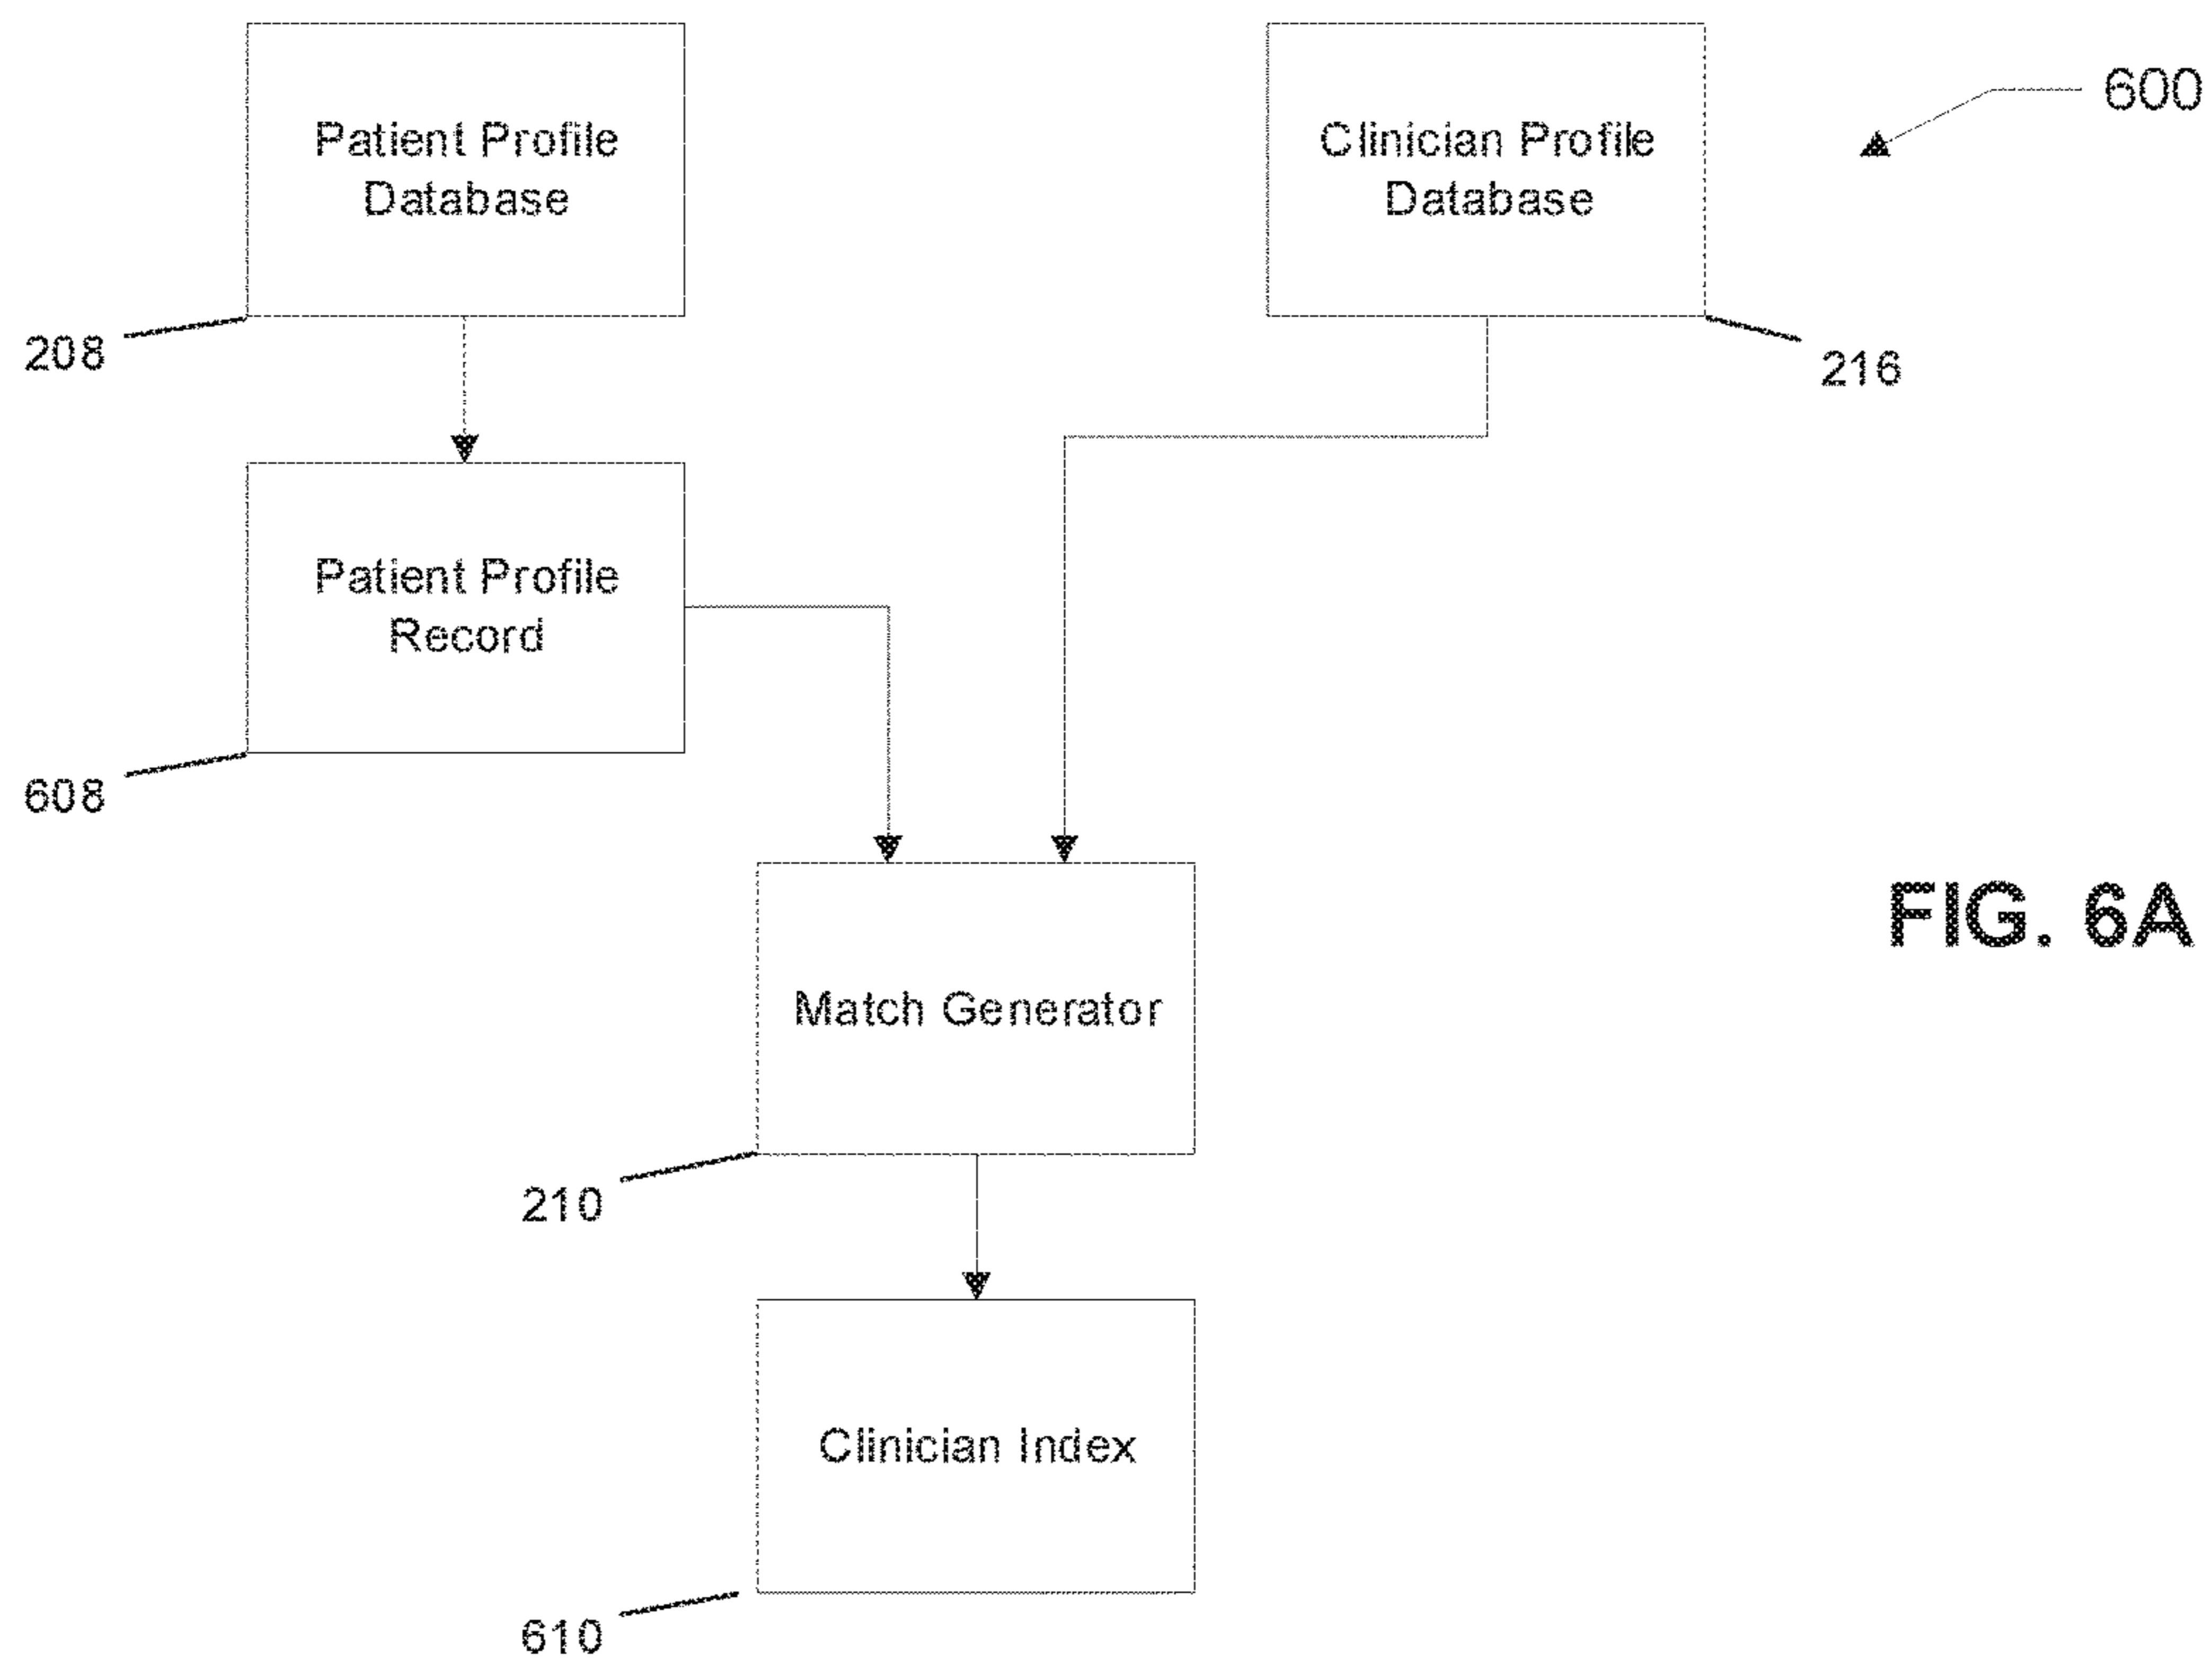 Patient Profile
Database
Clinician Profile
Database
600
208
216
Patient Profile
Record
608
Match Generator
FIG. 6A
210
Clinician Index
610